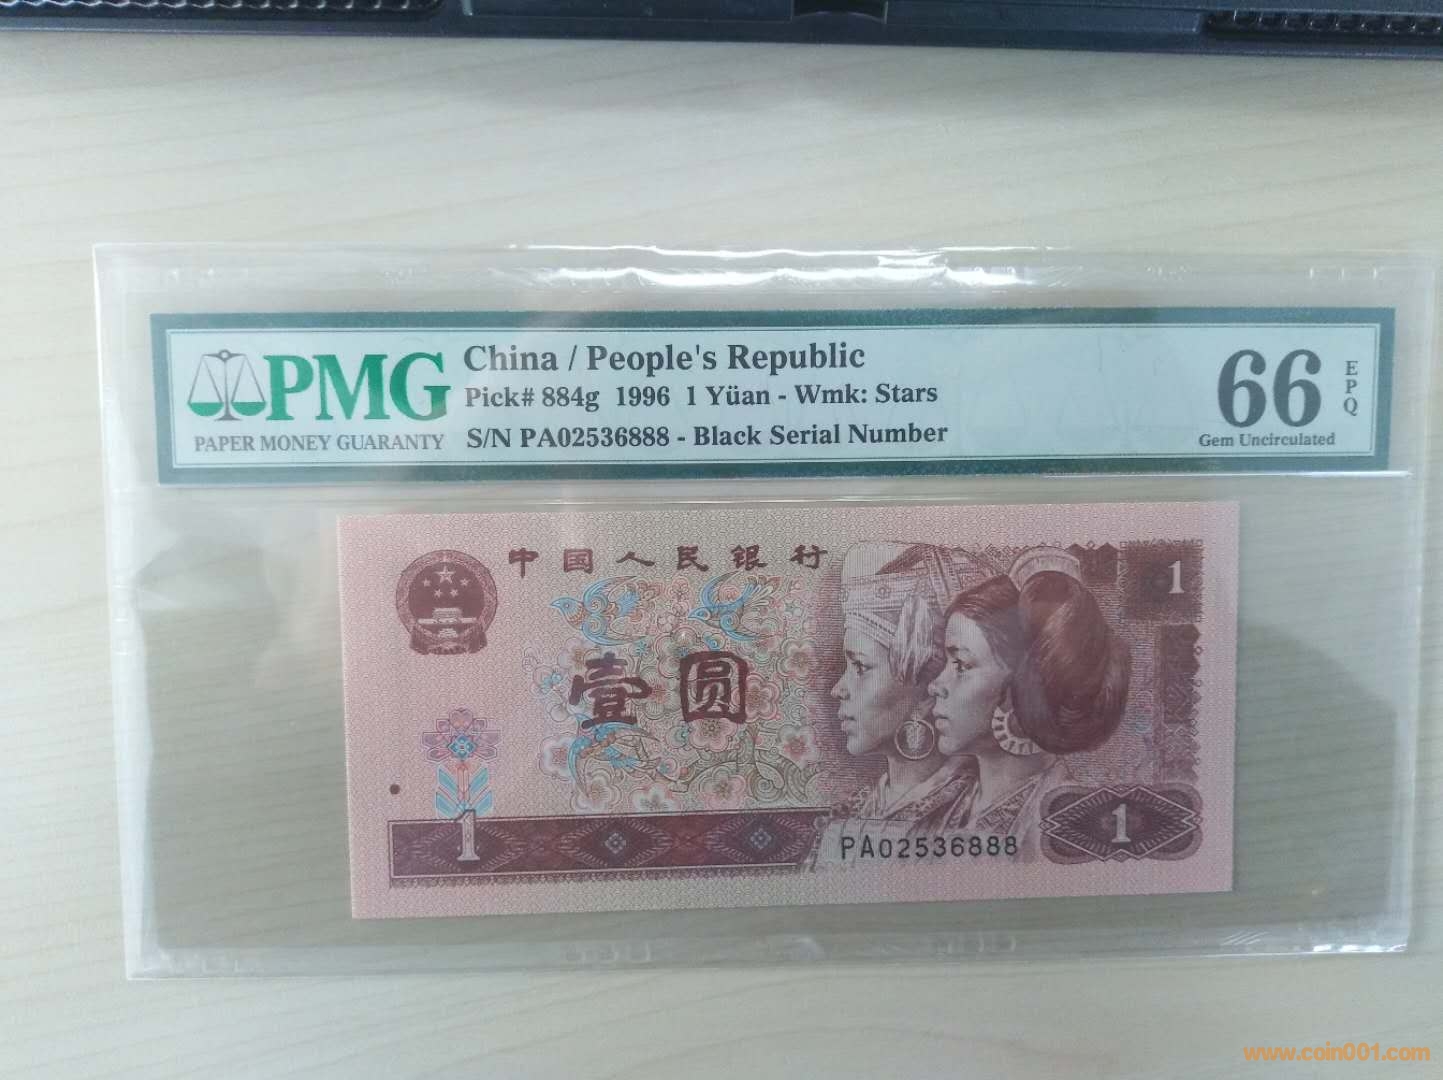 PMG
PAPER MONEY GUARANTY
China / People's Republic
Pick# 884g 1996 1 Yüan - Wmk: Stars
S/N PA02536888 - Black Serial Number
66
EPQ
Gem Uncirculated
中国人民银行
1
壹圆
1
1
PA02536888
www.coin001.com